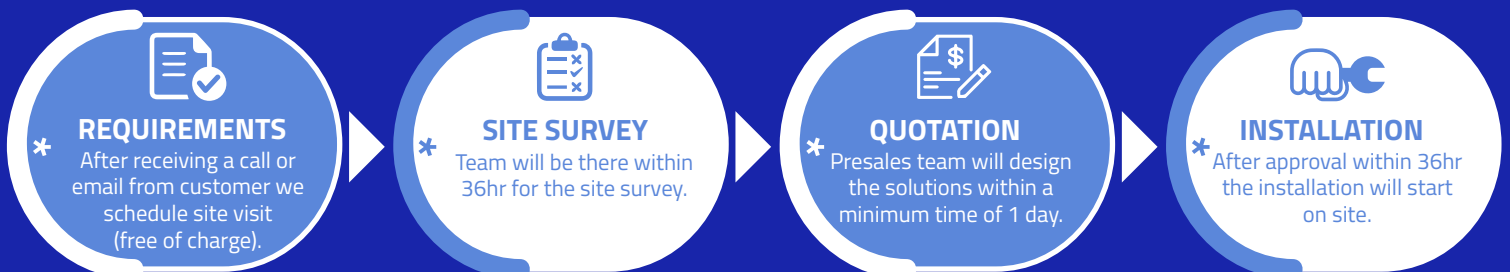 REQUIREMENTS
* After receiving a call or
email from customer we
schedule site visit
(free of charge).
SITE SURVEY
* Team will be there within
36hr for the site survey.
$
QUOTATION
* Presales team will design
the solutions within a
minimum time of 1 day.
INSTALLATION
* After approval within 36hr
the installation will start
on site.